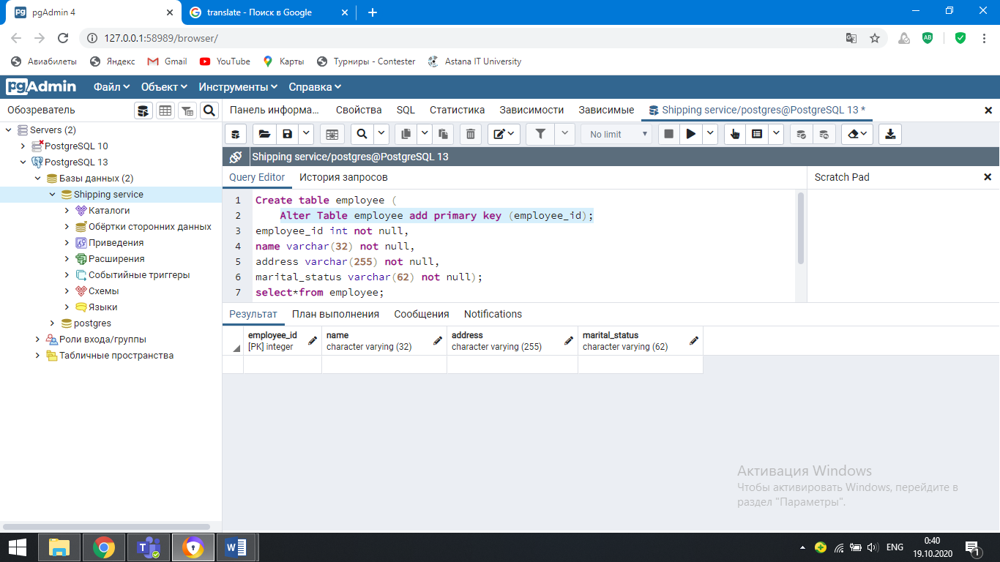 pgAdmin 4
translate - Поиск в Google
127.0.0.1:58989/browser/
Авиабилеты
Яндекс
Gmail
YouTube
Карты
Турниры - Contester
Astana IT University
pgAdmin
Файл
Объект
Инструменты
Справка
Обозреватель
Панель информа...
Свойства
SQL
Статистика
Зависимости
Зависимые
Shipping service/postgres@PostgreSQL 13 *
No limit
Servers (2)
PostgreSQL 10
PostgreSQL 13
Базы данных (2)
Shipping service
Каталоги
Обёртки сторонних данных
Приведения
Расширения
Событийные триггеры
Схемы
Языки
postgres
Роли входа/группы
Табличные пространства
Shipping service/postgres@PostgreSQL 13
Query Editor
История запросов
Scratch Pad
1 Create table employee (
2 Alter Table employee add primary key (employee_id);
3 employee_id int not null,
4 name varchar(32) not null,
5 address varchar(255) not null,
6 marital_status varchar(62) not null);
7 select*from employee;
Результат
План выполнения
Сообщения
Notifications
employee_id
[PK] integer
name
character varying (32)
address
character varying (255)
marital_status
character varying (62)
Активация Windows
Чтобы активировать Windows, перейдите в
раздел "Параметры".
ENG
0:40
19.10.2020
1